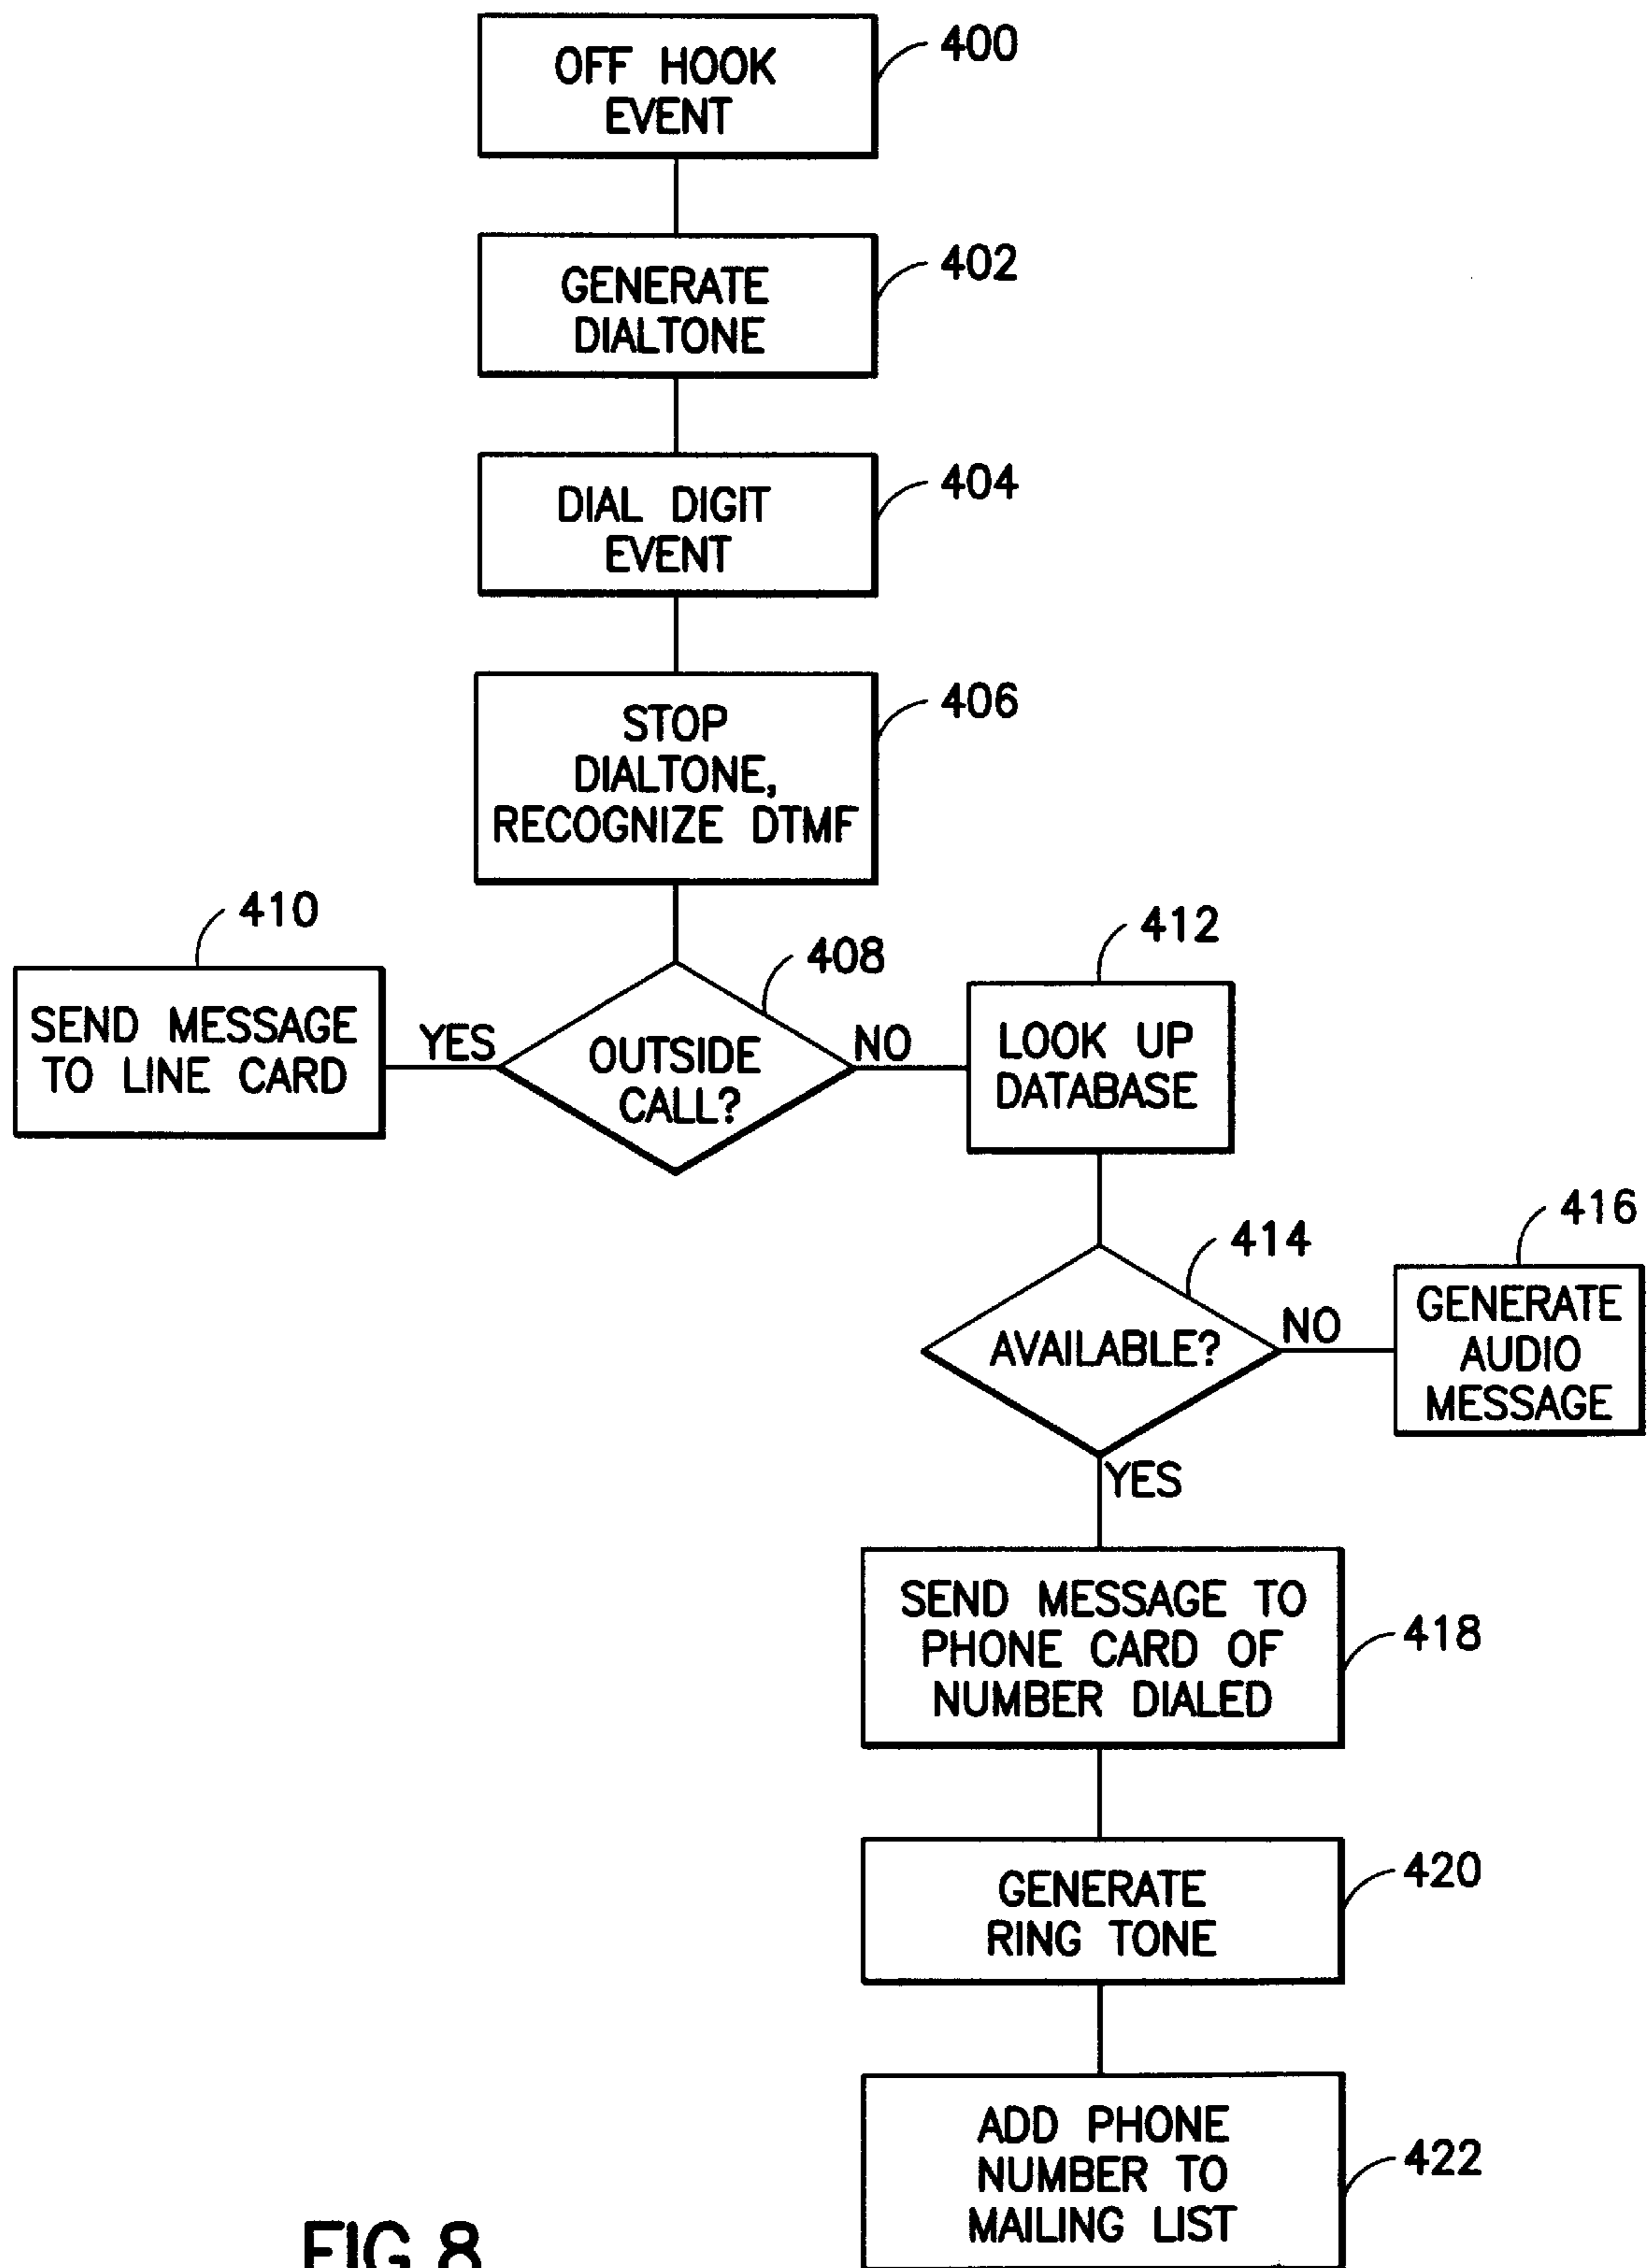 OFF HOOK
EVENT
400
GENERATE
DIALTONE
402
DIAL DIGIT
EVENT
404
STOP
DIALTONE,
RECOGNIZE DTMF
406
410
SEND MESSAGE
TO LINE CARD
YES
408
OUTSIDE
CALL?
NO
412
LOOK UP
DATABASE
414
AVAILABLE?
NO
416
GENERATE
AUDIO
MESSAGE
YES
SEND MESSAGE TO
PHONE CARD OF
NUMBER DIALED
418
GENERATE
RING TONE
420
ADD PHONE
NUMBER TO
MAILING LIST
422
FIG.8